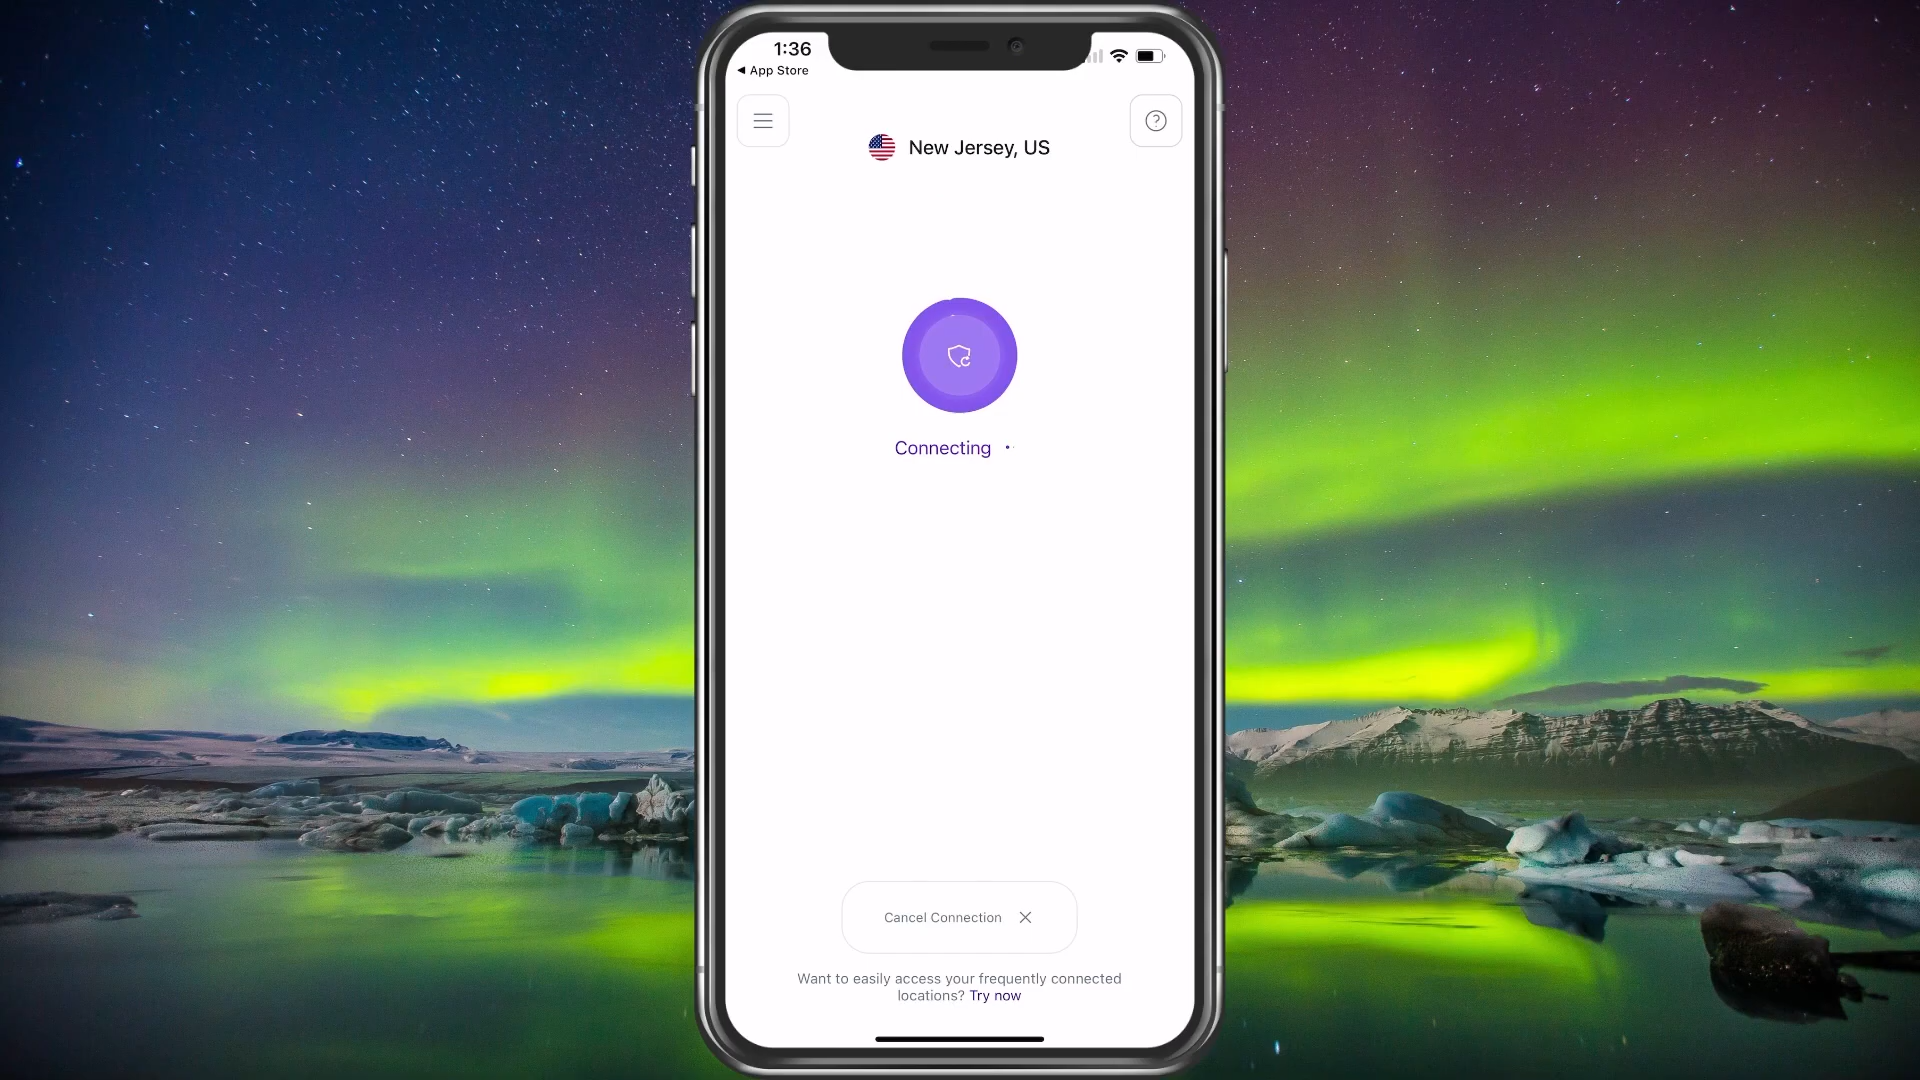 1:36
◀ App Store
New Jersey, US
Connecting
Cancel Connection
Want to easily access your frequently connected
locations? Try now